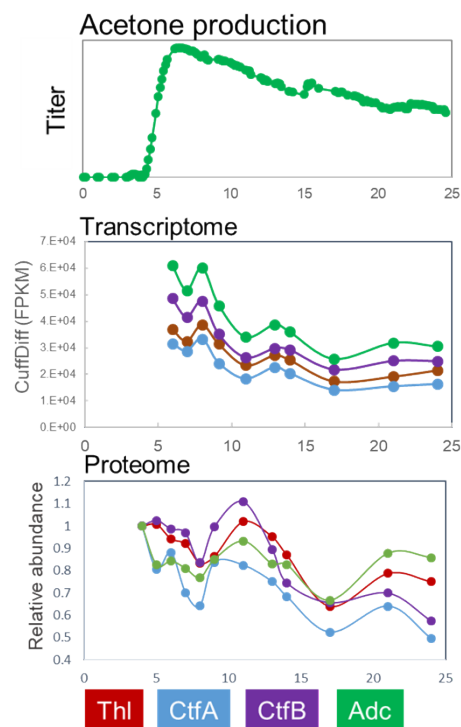 Acetone production
Titer
0 5 10 15 20 25
Transcriptome
CuffDiff (FPKM)
7.E+04
6.E+04
5.E+04
4.E+04
3.E+04
2.E+04
1.E+04
0.E+00
0 5 10 15 20 25
Proteome
Relative abundance
1.2
1.1
1
0.9
0.8
0.7
0.6
0.5
0.4
0 5 10 15 20 25
Thl CtfA CtfB Adc